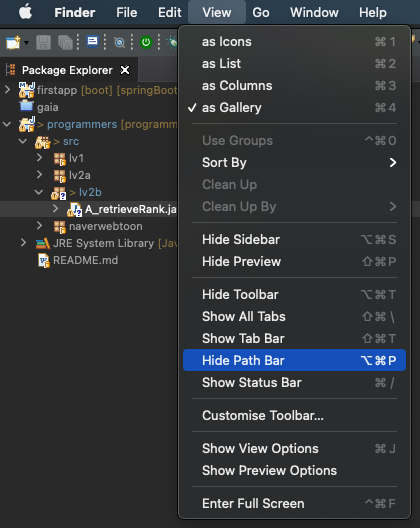 Finder File Edit View Go Window Help
Package Explorer
firstapp [boot] [springBoot
gaia
> programmers [programm
> src
lv1
lv2a
> lv2b
A_retrieveRank.ja
naverwebtoon
JRE System Library [Jav
README.md
as Icons ⌘ 1
as List ⌘ 2
as Columns ⌘ 3
✓ as Gallery ⌘ 4
Use Groups ^⌘0
Sort By >
Clean Up
Clean Up By >
Hide Sidebar ⌥⌘S
Hide Preview ⇧⌘P
Hide Toolbar ⌥⌘T
Show All Tabs ⇧⌘\
Show Tab Bar ⇧⌘T
Hide Path Bar ⌥⌘P
Show Status Bar ⌘ /
Customise Toolbar...
Show View Options ⌘ J
Show Preview Options
Enter Full Screen ^⌘F